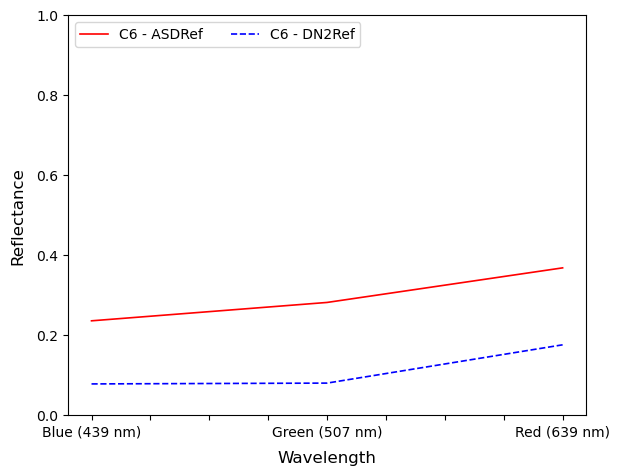 C6 - ASDRef
C6 - DN2Ref
1.0
0.8
0.6
0.4
0.2
0.0
Reflectance
Blue (439 nm)
Green (507 nm)
Red (639 nm)
Wavelength